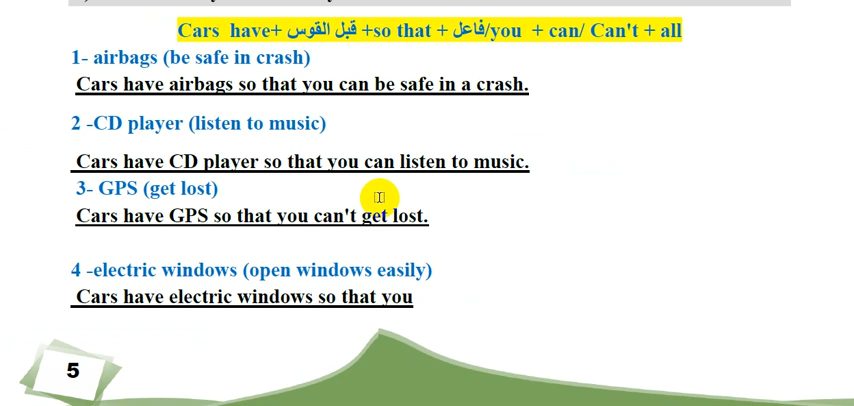 Cars have+ قبل القوس +so that + فاعل/you + can/ Can't + all
1- airbags (be safe in crash)
Cars have airbags so that you can be safe in a crash.
2 -CD player (listen to music)
Cars have CD player so that you can listen to music.
3- GPS (get lost)
Cars have GPS so that you can't get lost.
4 -electric windows (open windows easily)
Cars have electric windows so that you
5